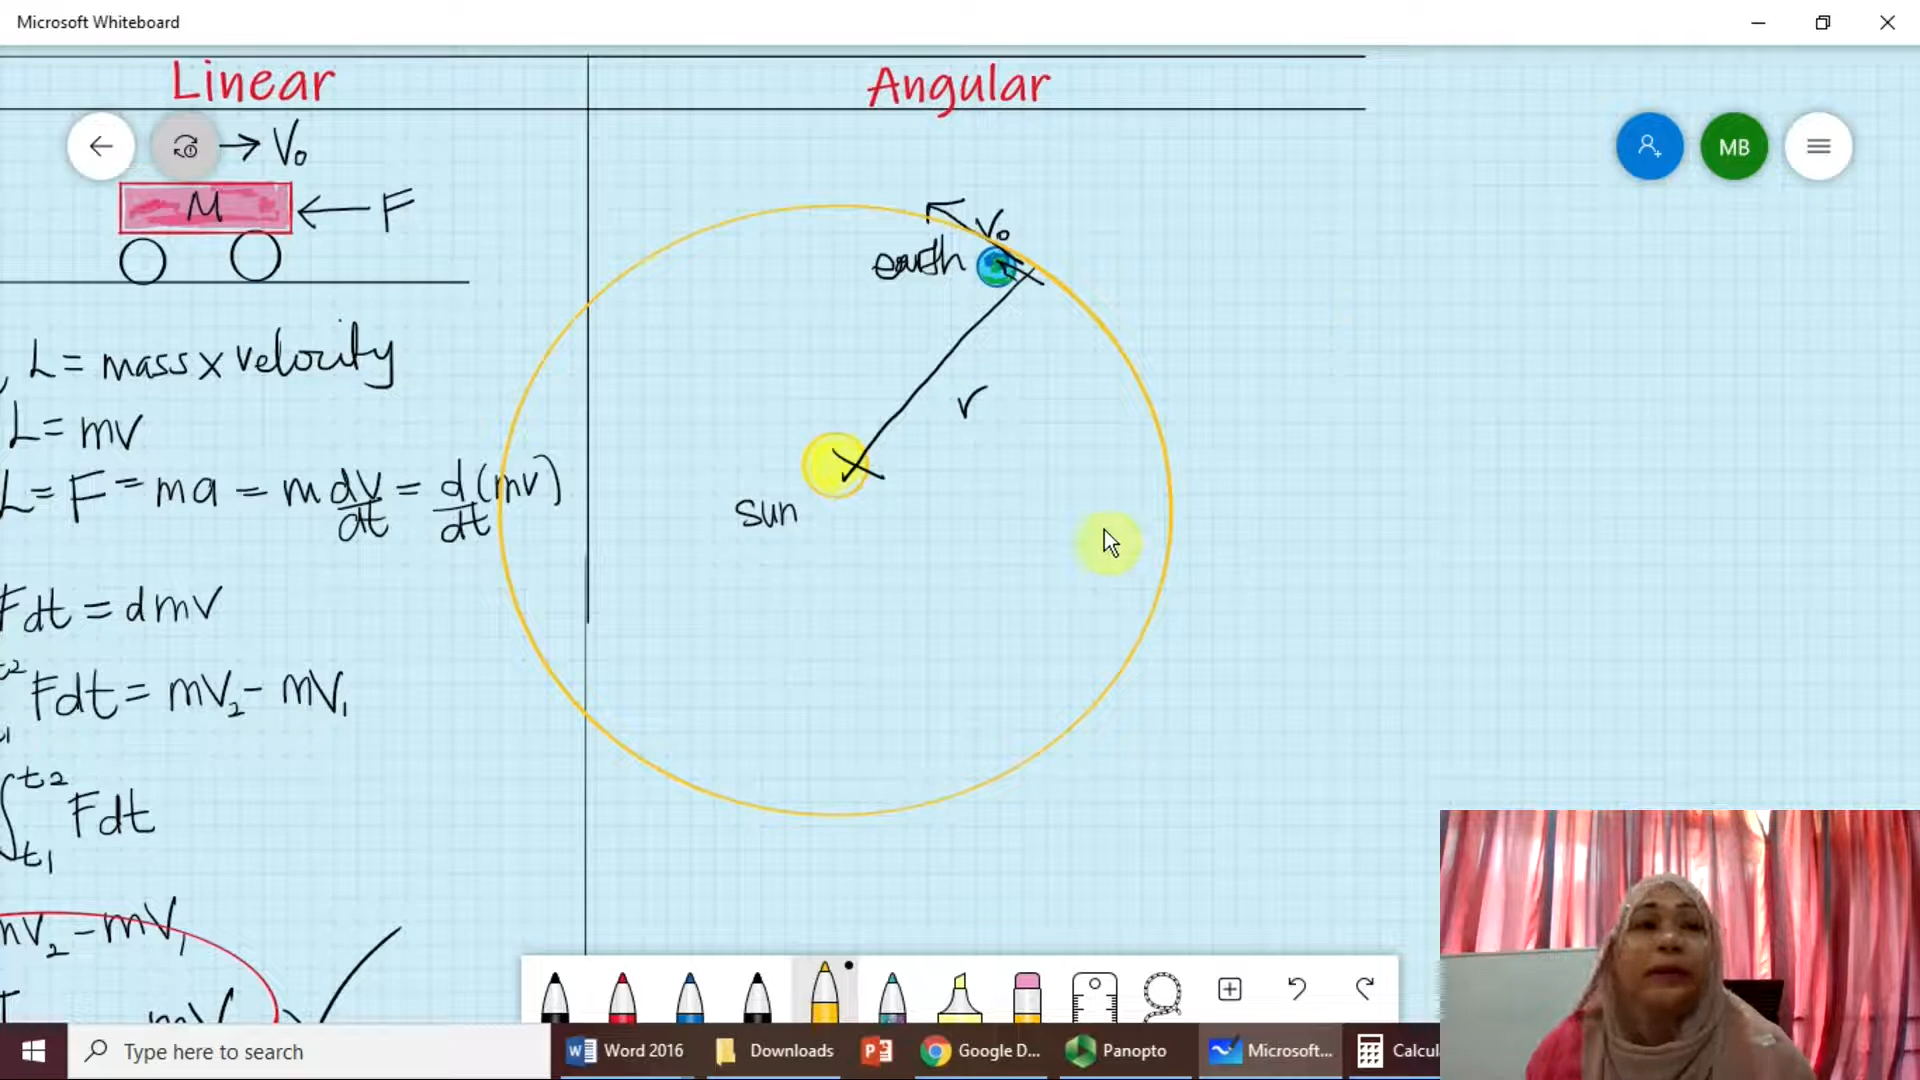 Microsoft Whiteboard
Linear
Angular
→ V₀
M ← F
MB
V₀
earth
r
sun
L = mass x velocity
L = mv
L = F = ma = m dv/dt = d(mv)/dt
Fdt = dmv
t2
Fdt = mV₂ - mV₁
∫ t2 t1 Fdt
mV₂ - mV₁
mV
Type here to search
Word 2016
Downloads
Google D...
Panopto
Microsoft...
Calcul